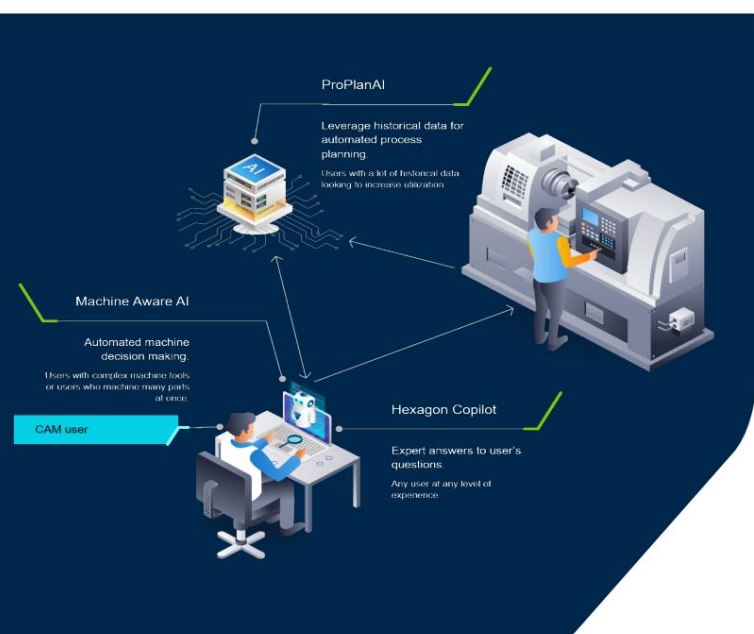 ProPlanAI
Leverage historical data for
automated process
planning.
Users with a lot of historical data
looking to increase utilization
AI
Machine Aware AI
Automated machine
decision making.
Users with complex machine tools
or users who machine many parts
at once.
CAM user
Hexagon Copilot
Expert answers to user's
questions.
Any user at any level of
experience